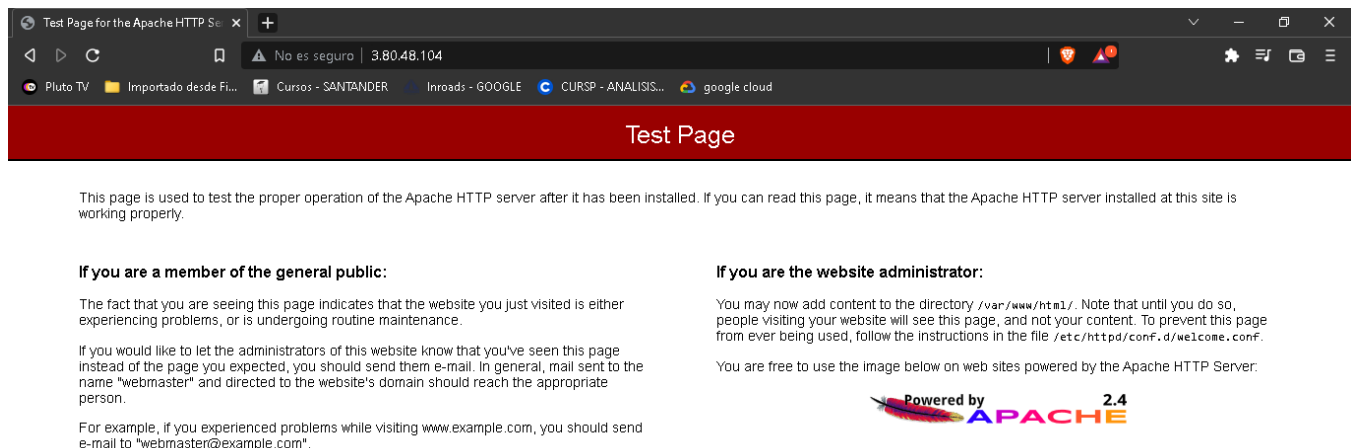 Test Page for the Apache HTTP Se
No es seguro | 3.80.48.104
Pluto TV Importado desde Fi... Cursos - SANTANDER Inroads - GOOGLE CURSP - ANALISIS... google cloud
Test Page
This page is used to test the proper operation of the Apache HTTP server after it has been installed. If you can read this page, it means that the Apache HTTP server installed at this site is
working properly.
If you are a member of the general public:
The fact that you are seeing this page indicates that the website you just visited is either
experiencing problems, or is undergoing routine maintenance.
If you would like to let the administrators of this website know that you've seen this page
instead of the page you expected, you should send them e-mail. In general, mail sent to the
name "webmaster" and directed to the website's domain should reach the appropriate
person.
For example, if you experienced problems while visiting www.example.com, you should send
e-mail to "webmaster@example.com".
If you are the website administrator:
You may now add content to the directory /var/www/html/. Note that until you do so,
people visiting your website will see this page, and not your content. To prevent this page
from ever being used, follow the instructions in the file /etc/httpd/conf.d/welcome.conf.
You are free to use the image below on web sites powered by the Apache HTTP Server:
Powered by 2.4
APACHE